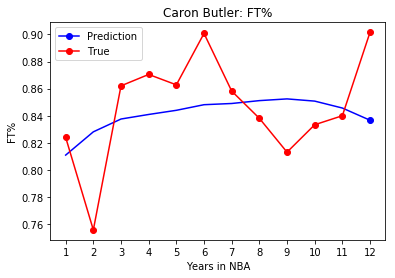 Caron Butler: FT%
Prediction
True
FT%
0.90
0.88
0.86
0.84
0.82
0.80
0.78
0.76
1 2 3 4 5 6 7 8 9 10 11 12
Years in NBA